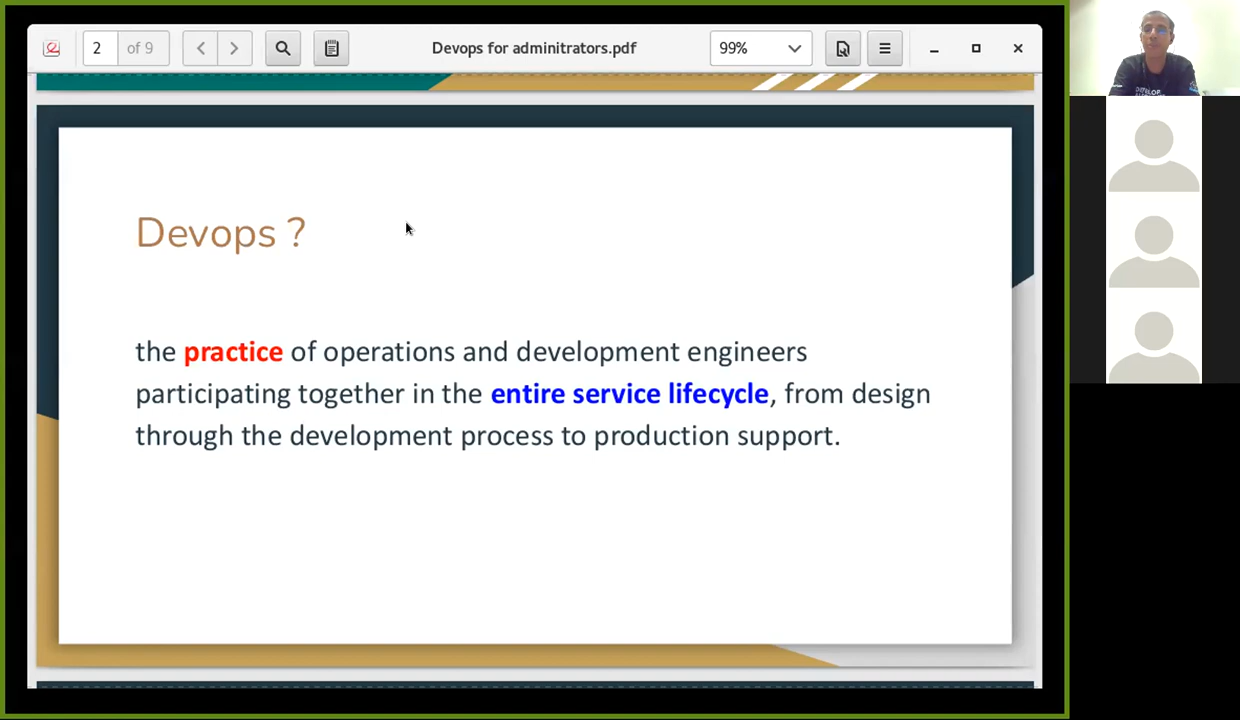 2 of 9 Devops for adminitrators.pdf 99%
Devops ?
the practice of operations and development engineers
participating together in the entire service lifecycle, from design
through the development process to production support.
DEVELOP